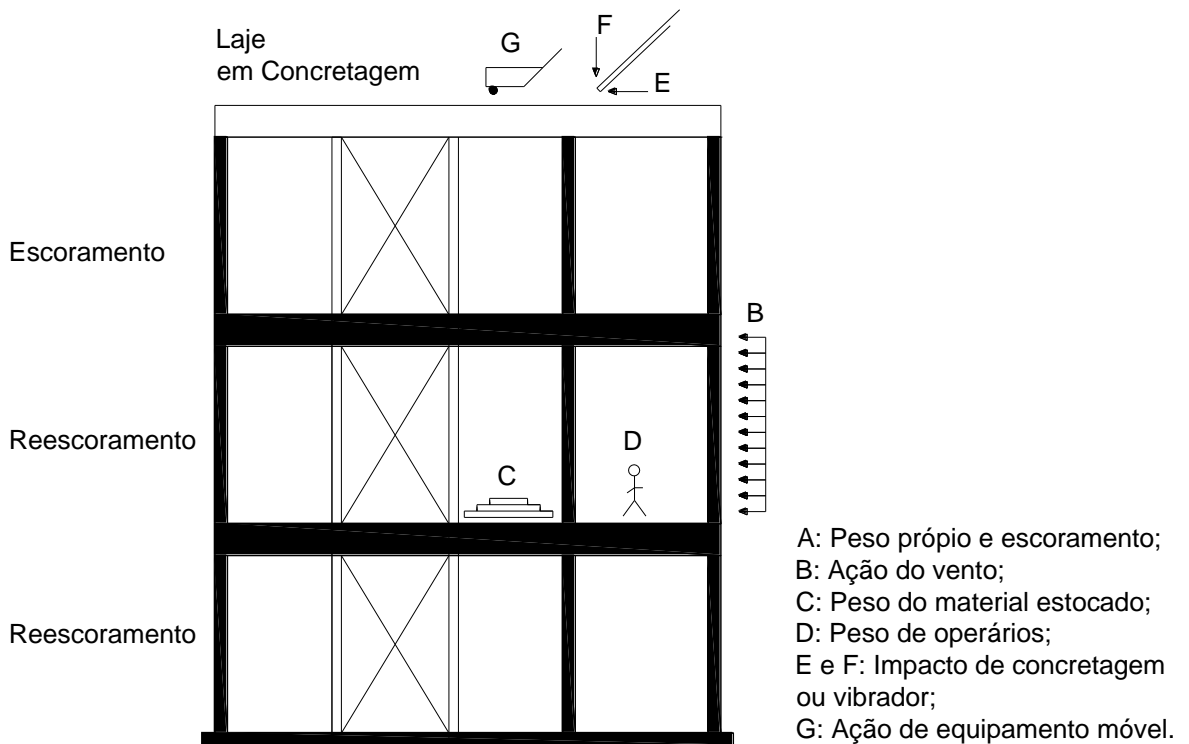 Laje
em Concretagem
G
F
E
Escoramento
B
Reescoramento
D
C
Reescoramento
A: Peso própio e escoramento;
B: Ação do vento;
C: Peso do material estocado;
D: Peso de operários;
E e F: Impacto de concretagem
ou vibrador;
G: Ação de equipamento móvel.